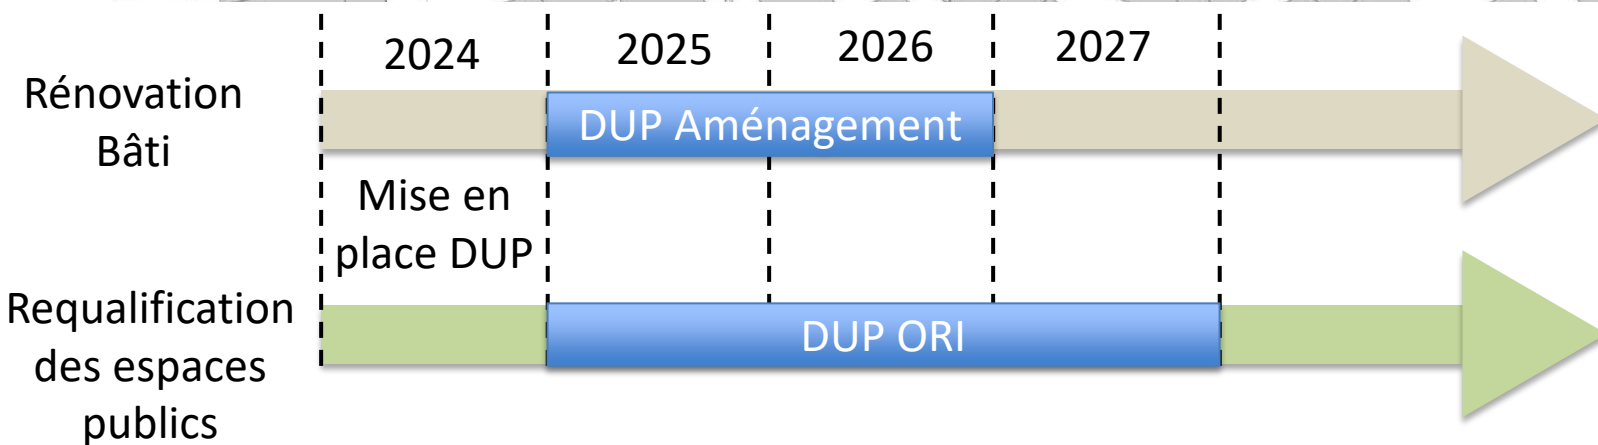 2024
2025
2026
2027
Rénovation
Bâti
DUP Aménagement
Mise en
place DUP
Requalification
des espaces
publics
DUP ORI